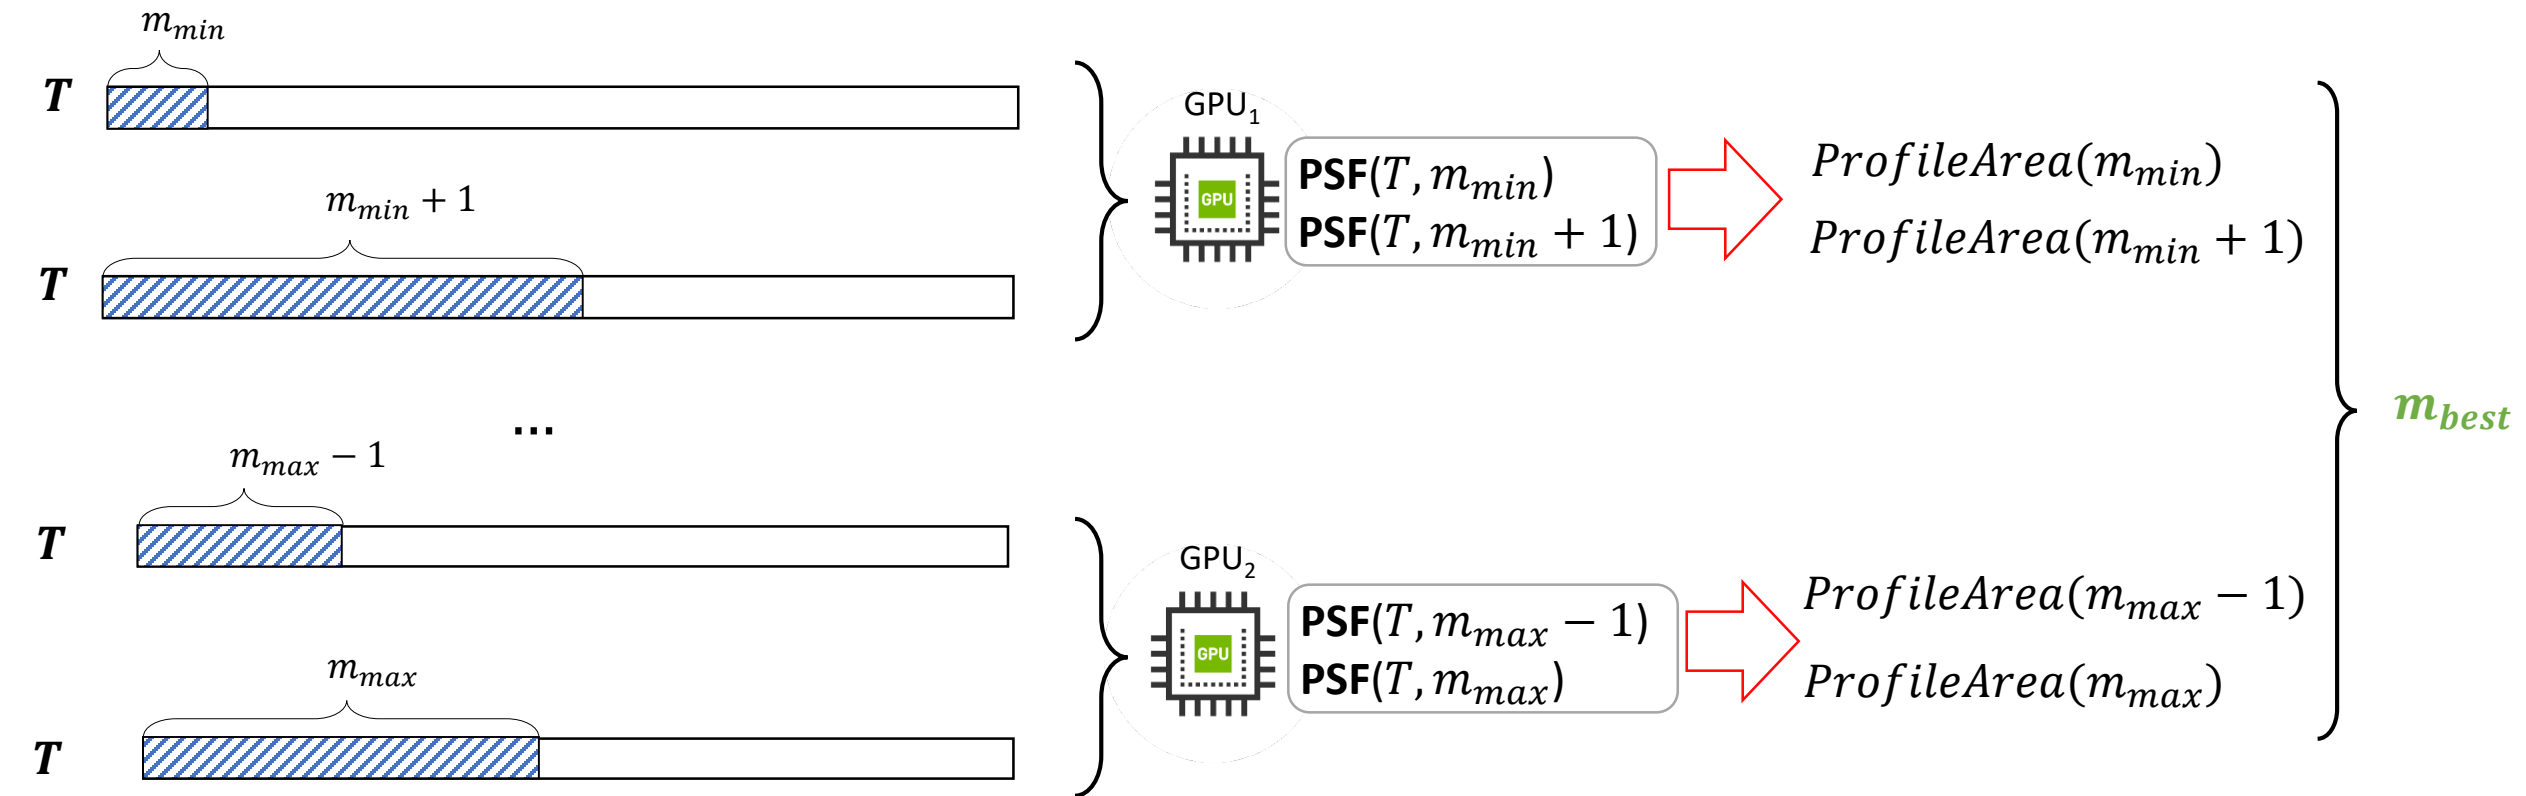 m_min
T
GPU₁
PSF(T, m_min)
PSF(T, m_min + 1)
GPU
ProfileArea(m_min)
ProfileArea(m_min + 1)
m_min + 1
T
...
m_best
m_max − 1
T
GPU₂
PSF(T, m_max − 1)
PSF(T, m_max)
GPU
ProfileArea(m_max − 1)
ProfileArea(m_max)
m_max
T